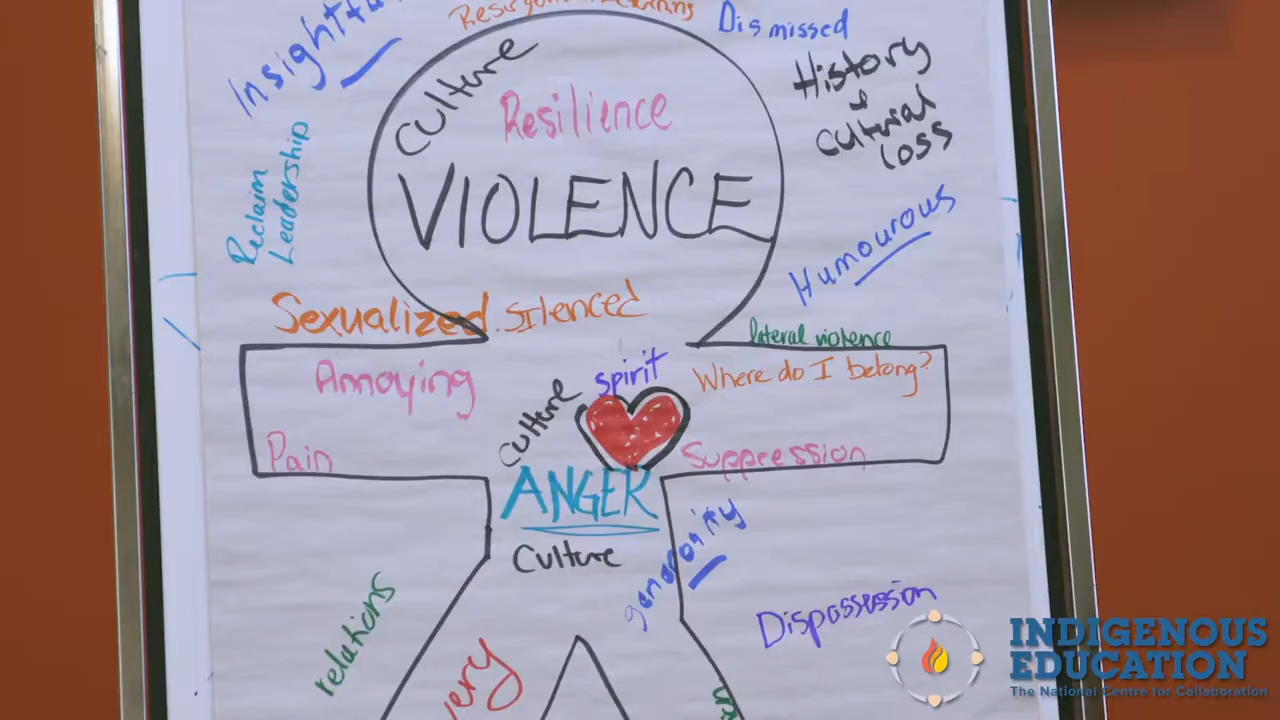 Dismissed
History
&
Cultural
loss
Culture
Resilience
VIOLENCE
Reclaim
Leadership
Humourous
Sexualized
Silenced
lateral violence
Annoying
spirit
Where do I belong?
Culture
Pain
Suppression
ANGER
Culture
generosity
relations
Dispossession
INDIGENOUS
EDUCATION
The National Centre for Collaboration